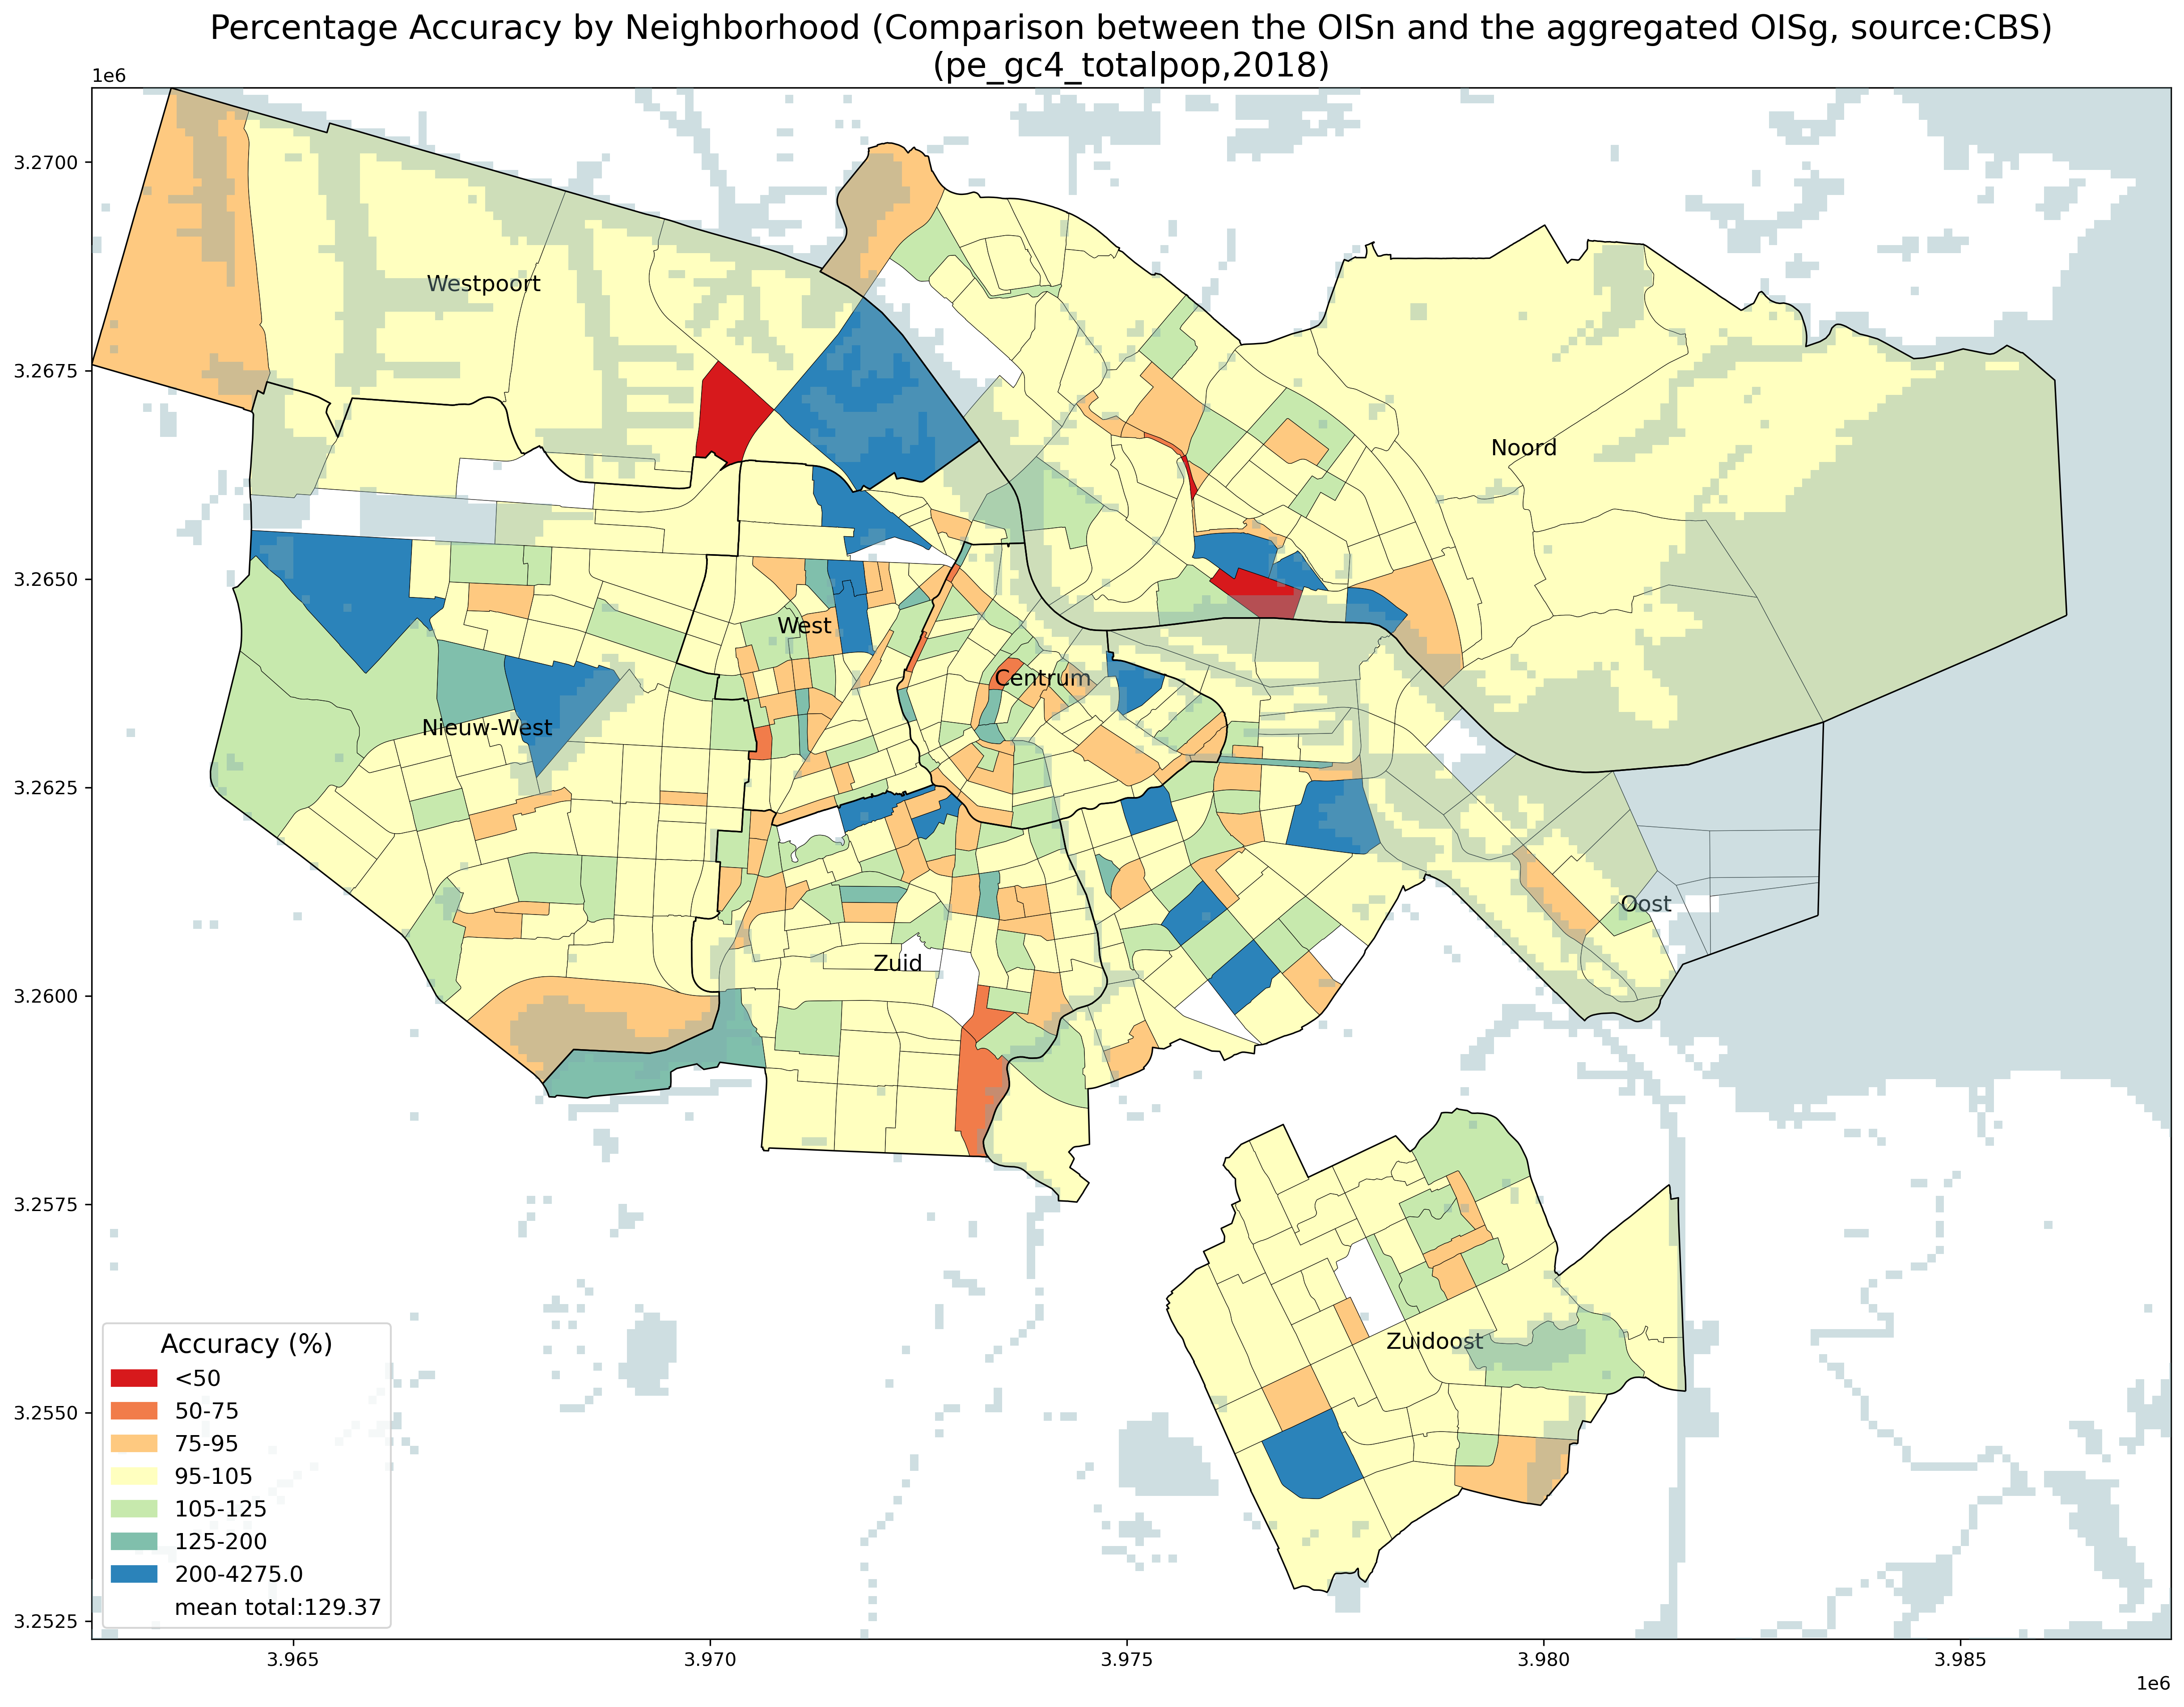 Percentage Accuracy by Neighborhood (Comparison between the OISn and the aggregated OISg, source:CBS)
(pe_gc4_totalpop,2018)
1e6
3.2700
3.2675
3.2650
3.2625
3.2600
3.2575
3.2550
3.2525
Westpoort
Noord
West
Centrum
Nieuw-West
Oost
Zuid
Zuidoost
Accuracy (%)
<50
50-75
75-95
95-105
105-125
125-200
200-4275.0
mean total:129.37
3.965
3.970
3.975
3.980
3.985
1e6